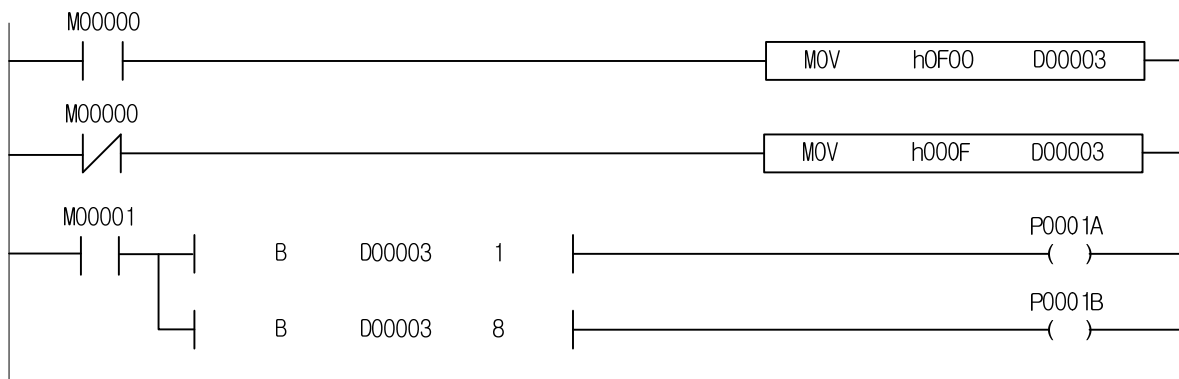 M00000
MOV h0F00 D00003
M00000
MOV h000F D00003
M00001
B D00003 1
P0001A
B D00003 8
P0001B